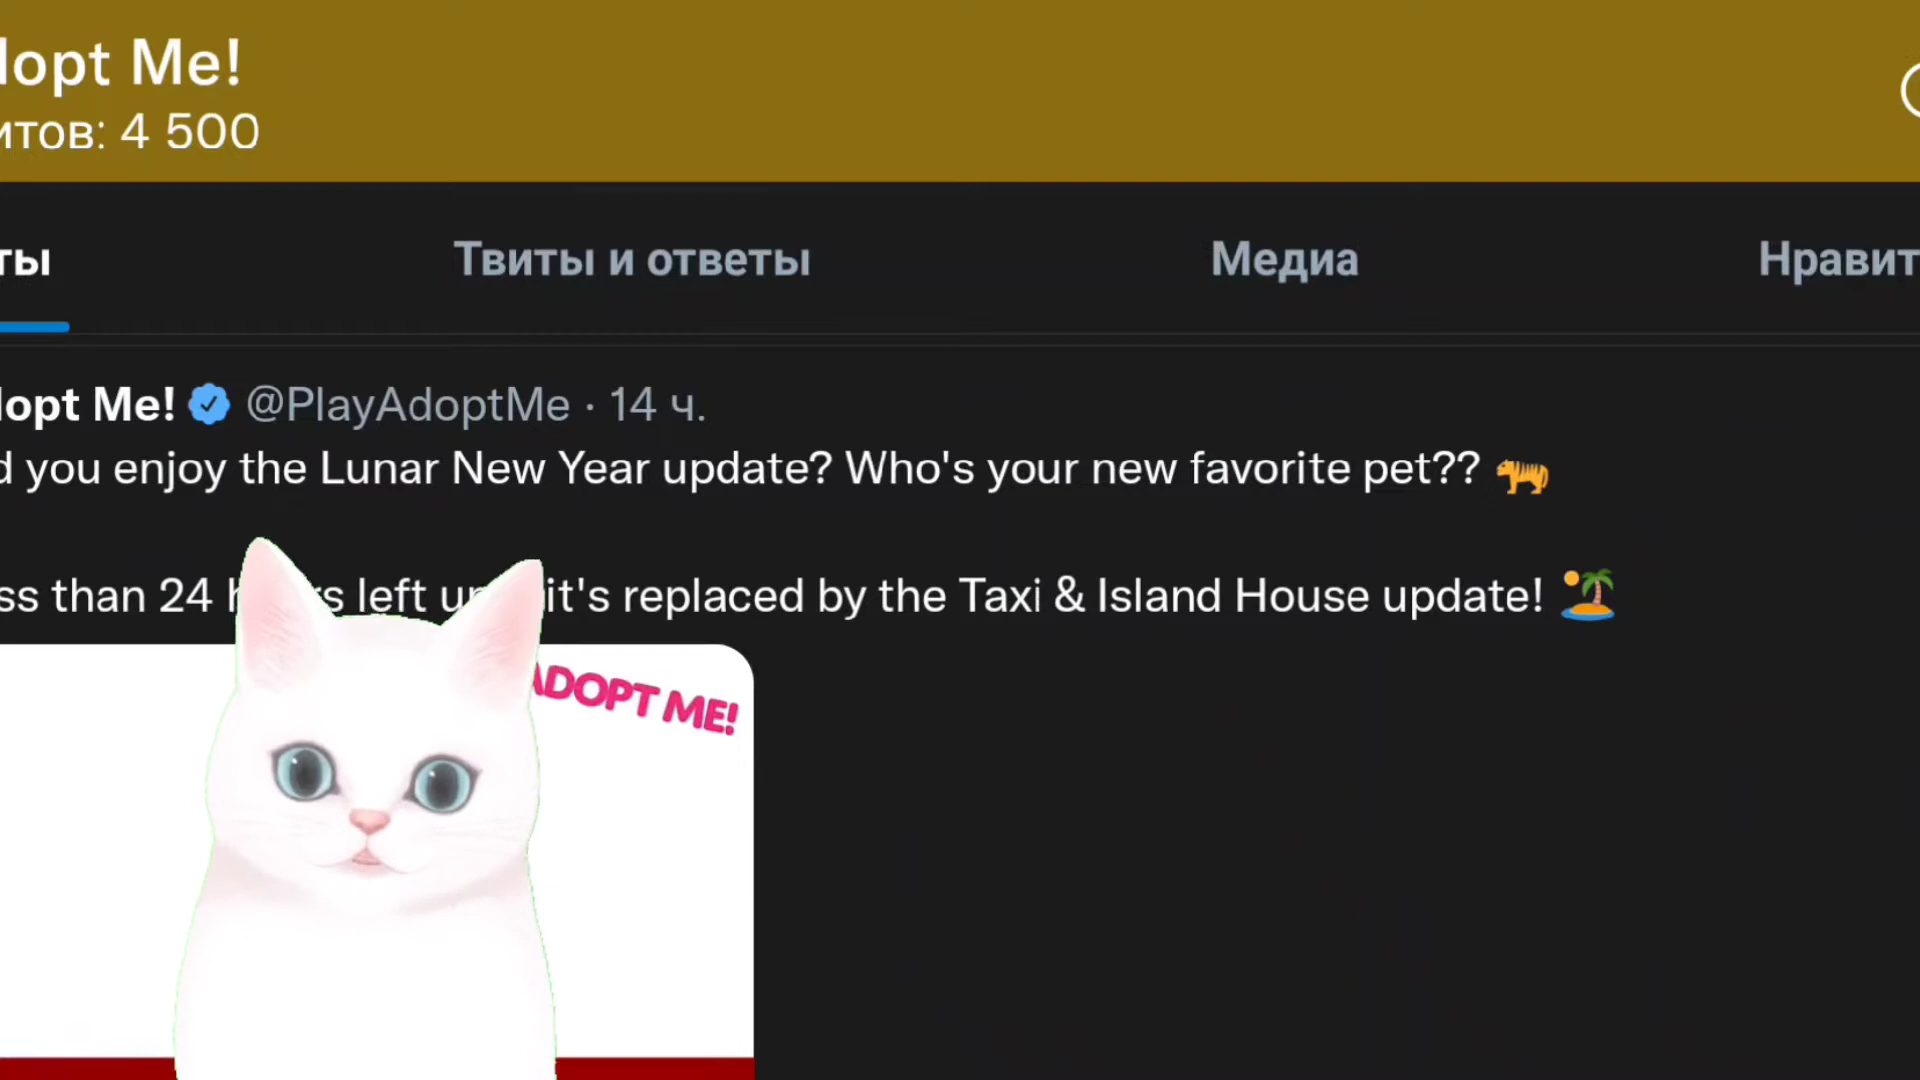 dopt Me!
итов: 4 500
ты
Твиты и ответы
Медиа
Нравит
dopt Me! @PlayAdoptMe · 14 ч.
d you enjoy the Lunar New Year update? Who's your new favorite pet??
ss than 24 left it's replaced by the Taxi & Island House update!
ADOPT ME!